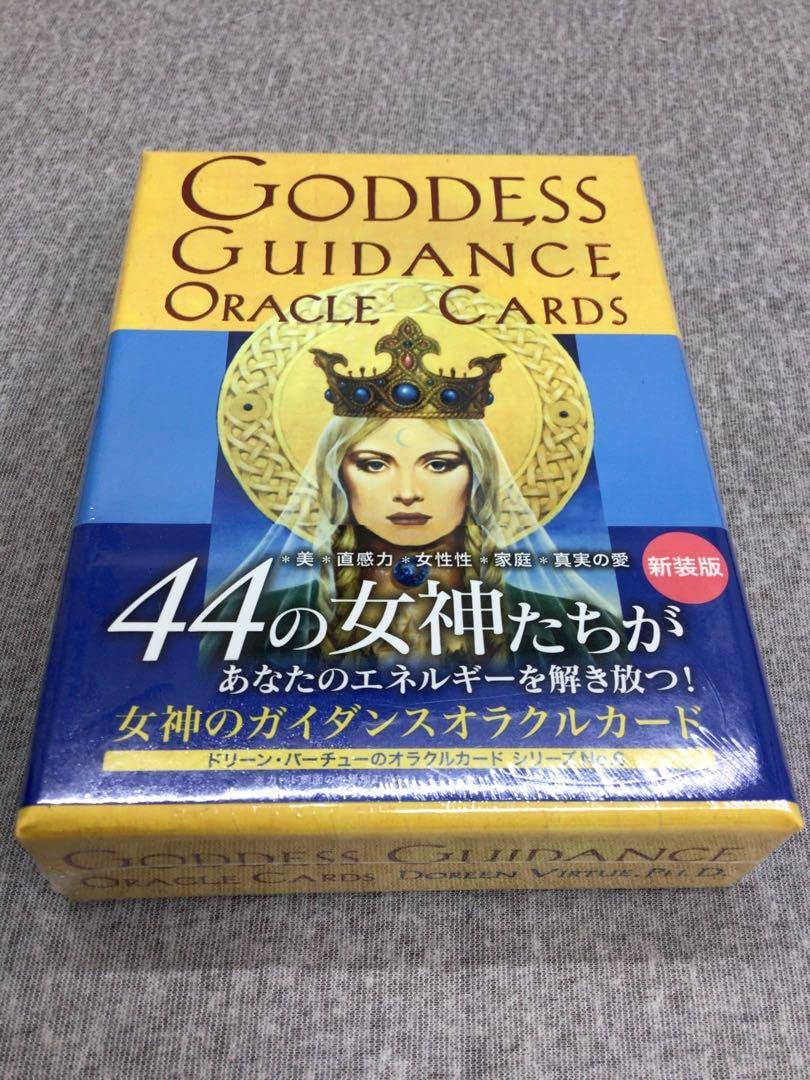 GODDESS
GUIDANCE
ORACLE CARDS
*美*直感力*女性性*家庭*真実の愛
新装版
44の女神たちが
あなたのエネルギーを解き放つ!
女神のガイダンスオラクルカード
ドリーン・バーチューのオラクルカード シリーズ
GODDESS GUIDANCE
ORACLE CARDS DOREEN VIRTUE, PH.D.